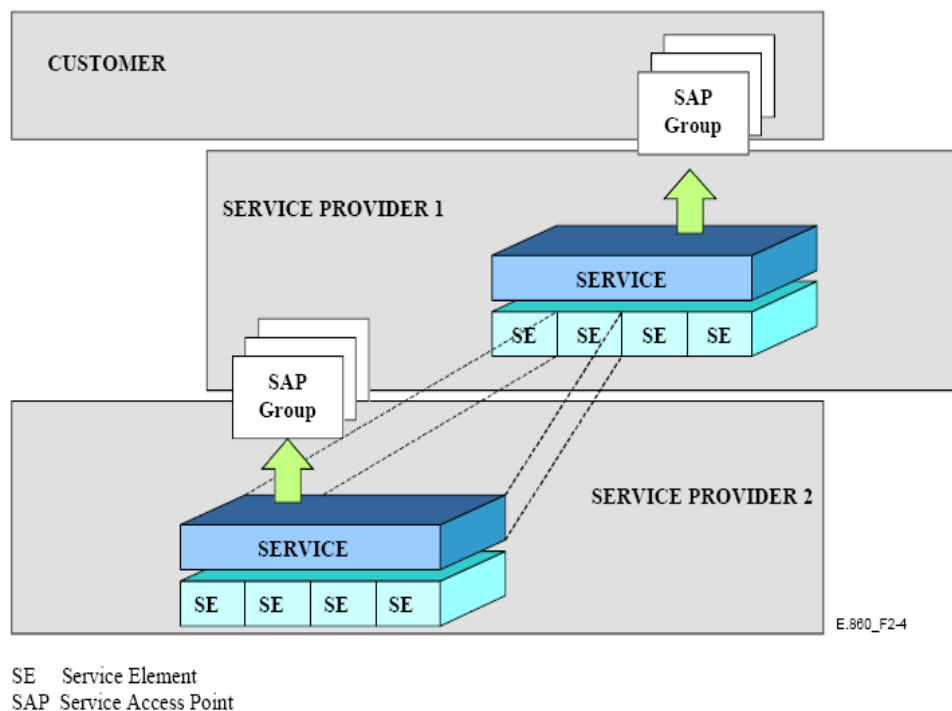 CUSTOMER
SAP
Group
SERVICE PROVIDER 1
SERVICE
SE SE SE SE
SAP
Group
SERVICE PROVIDER 2
SERVICE
SE SE SE SE
E.860_F2-4
SE Service Element
SAP Service Access Point